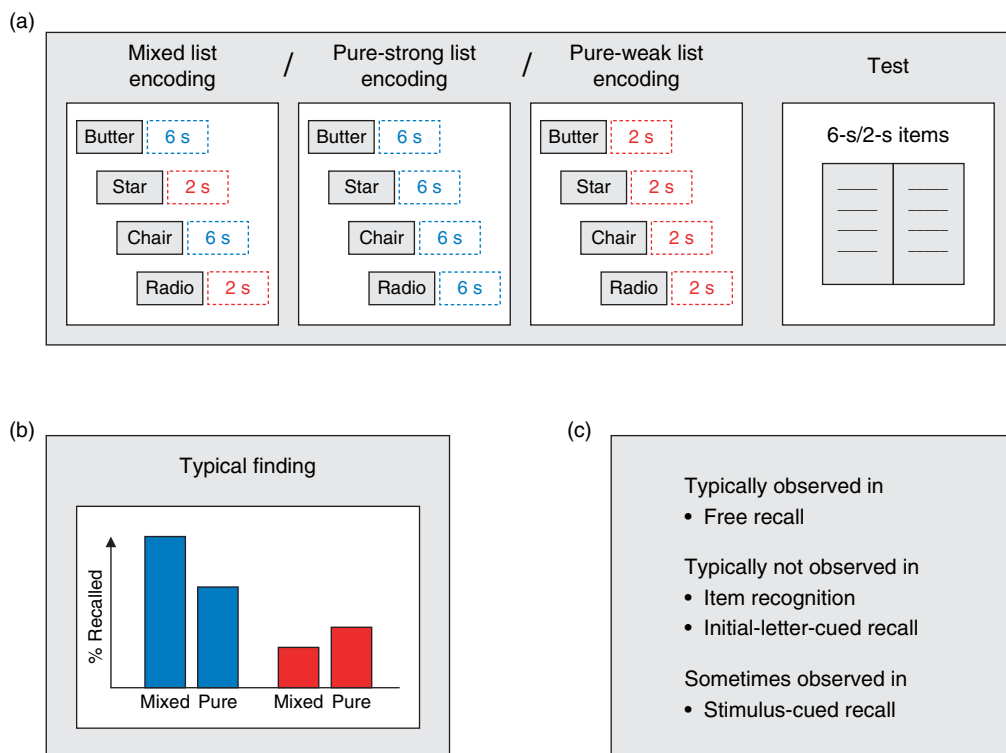 (a)
Mixed list encoding / Pure-strong list encoding / Pure-weak list encoding Test
Butter 6 s
Star 2 s
Chair 6 s
Radio 2 s
Butter 6 s
Star 6 s
Chair 6 s
Radio 6 s
Butter 2 s
Star 2 s
Chair 2 s
Radio 2 s
6-s/2-s items
(b)
Typical finding
% Recalled
Mixed Pure Mixed Pure
(c)
Typically observed in
• Free recall
Typically not observed in
• Item recognition
• Initial-letter-cued recall
Sometimes observed in
• Stimulus-cued recall